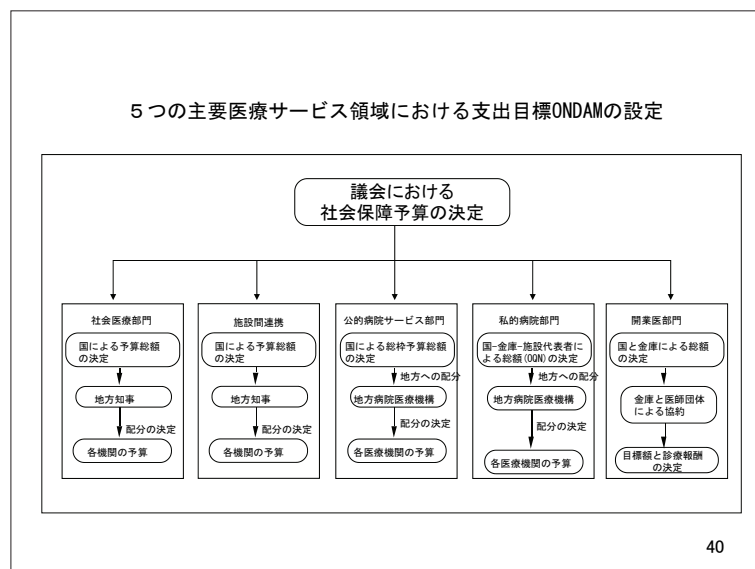 ５つの主要医療サービス領域における支出目標ONDAMの設定
議会における
社会保障予算の決定
社会医療部門
国による予算総額
の決定
地方知事
配分の決定
各機関の予算
施設間連携
国による予算総額
の決定
地方知事
配分の決定
各機関の予算
公的病院サービス部門
国による総枠予算総額
の決定
地方への配分
地方病院医療機構
配分の決定
各医療機関の予算
私的病院部門
国-金庫-施設代表者
による総額(OQN)の決定
地方への配分
地方病院医療機構
配分の決定
各医療機関の予算
開業医部門
国と金庫による総額
の決定
金庫と医師団体
による協約
目標額と診療報酬
の決定
40